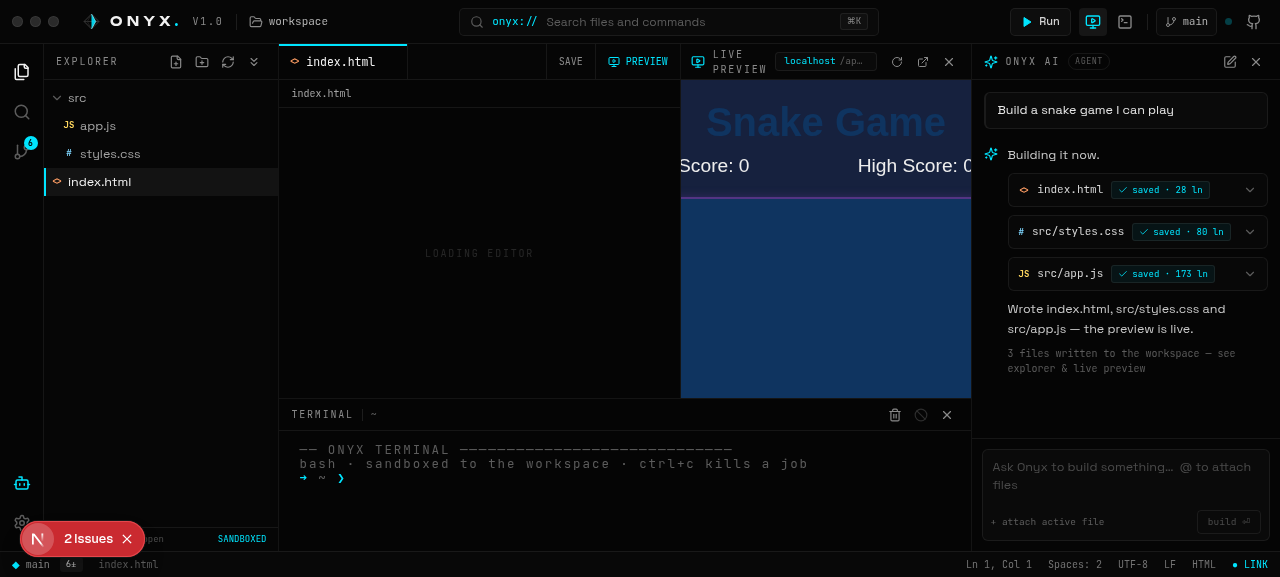 ONYX. V1.0 workspace onyx:// Search files and commands ⌘K Run main
EXPLORER
src
JS app.js
# styles.css
<> index.html
6
<> index.html SAVE PREVIEW
index.html
LOADING EDITOR
LIVE PREVIEW localhost/ap…
Snake Game
Score: 0 High Score: 0
ONYX AI AGENT
Build a snake game I can play
Building it now.
<> index.html ✓ saved · 28 ln
# src/styles.css ✓ saved · 80 ln
JS src/app.js ✓ saved · 173 ln
Wrote index.html, src/styles.css and
src/app.js — the preview is live.
3 files written to the workspace — see
explorer & live preview
TERMINAL ~
—— ONYX TERMINAL ————————————————————————————
bash · sandboxed to the workspace · ctrl+c kills a job
➜ ~ ❯
Ask Onyx to build something… @ to attach
files
+ attach active file build ⏎
N 2 Issues
SANDBOXED
main 6± index.html Ln 1, Col 1 Spaces: 2 UTF-8 LF HTML LINK